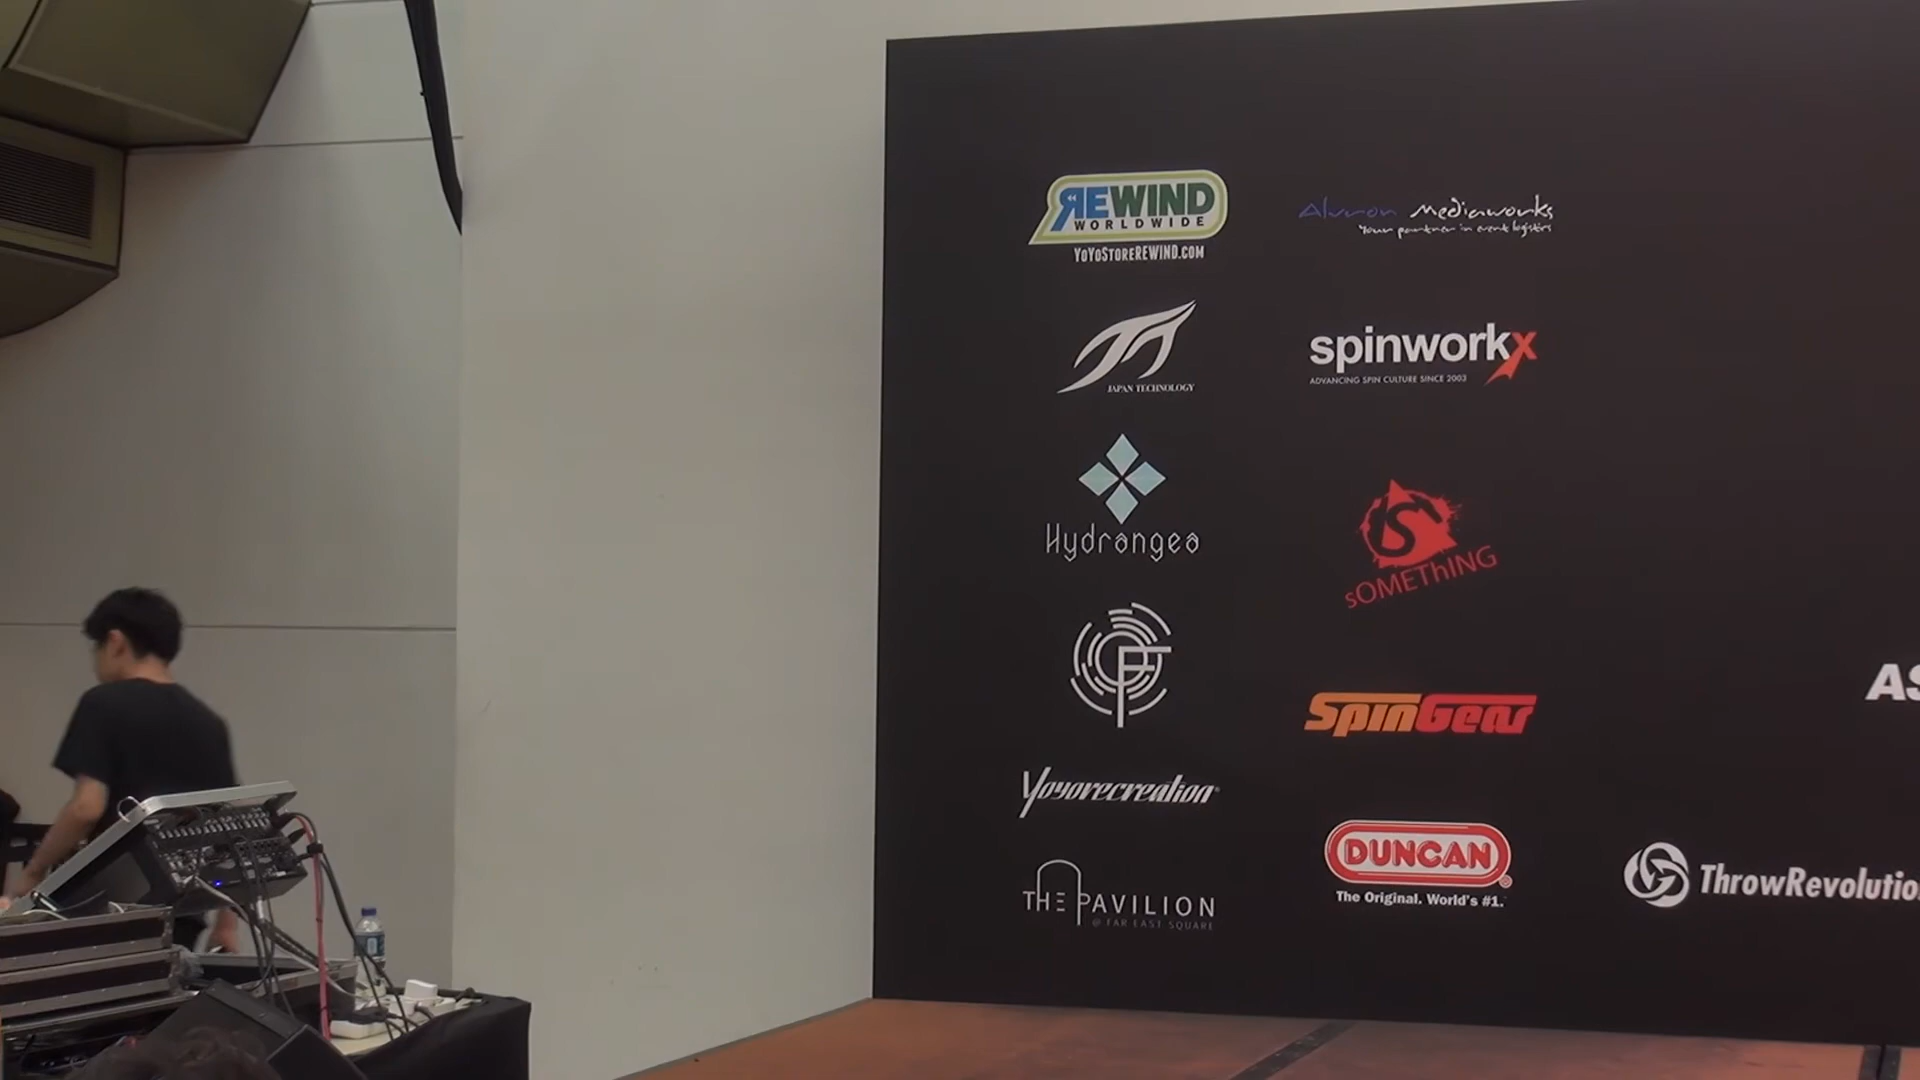 REWIND
WORLDWIDE
YOYOSTOREREWIND.COM
Alvron Mediaworks
Your partner in event logistics
JAPAN TECHNOLOGY
spinworkx
ADVANCING SPIN CULTURE SINCE 2003
Hydrangea
S
sOMEThING
SPINGEAR
AS
Yoyorecreation
DUNCAN
The Original. World's #1.
ThrowRevolutio
THE PAVILION
@ FAR EAST SQUARE